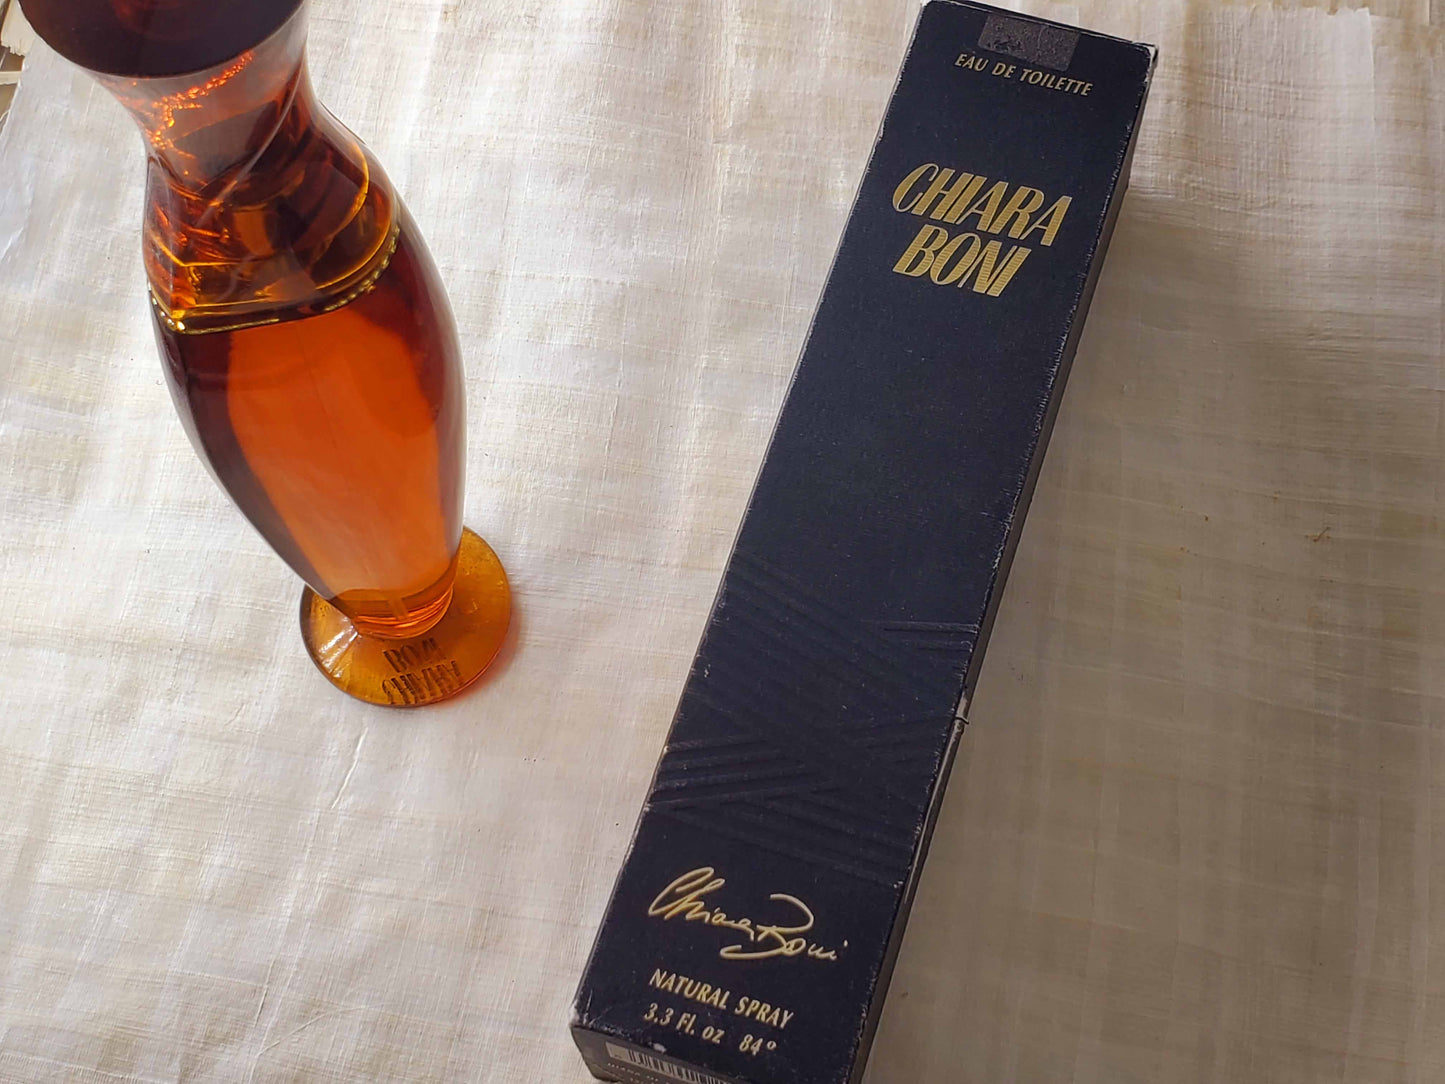 EAU DE TOILETTE
CHIARA
BONI
Chiara Boni
NATURAL SPRAY
3.3 Fl. oz 84°
BONI
CHIARA